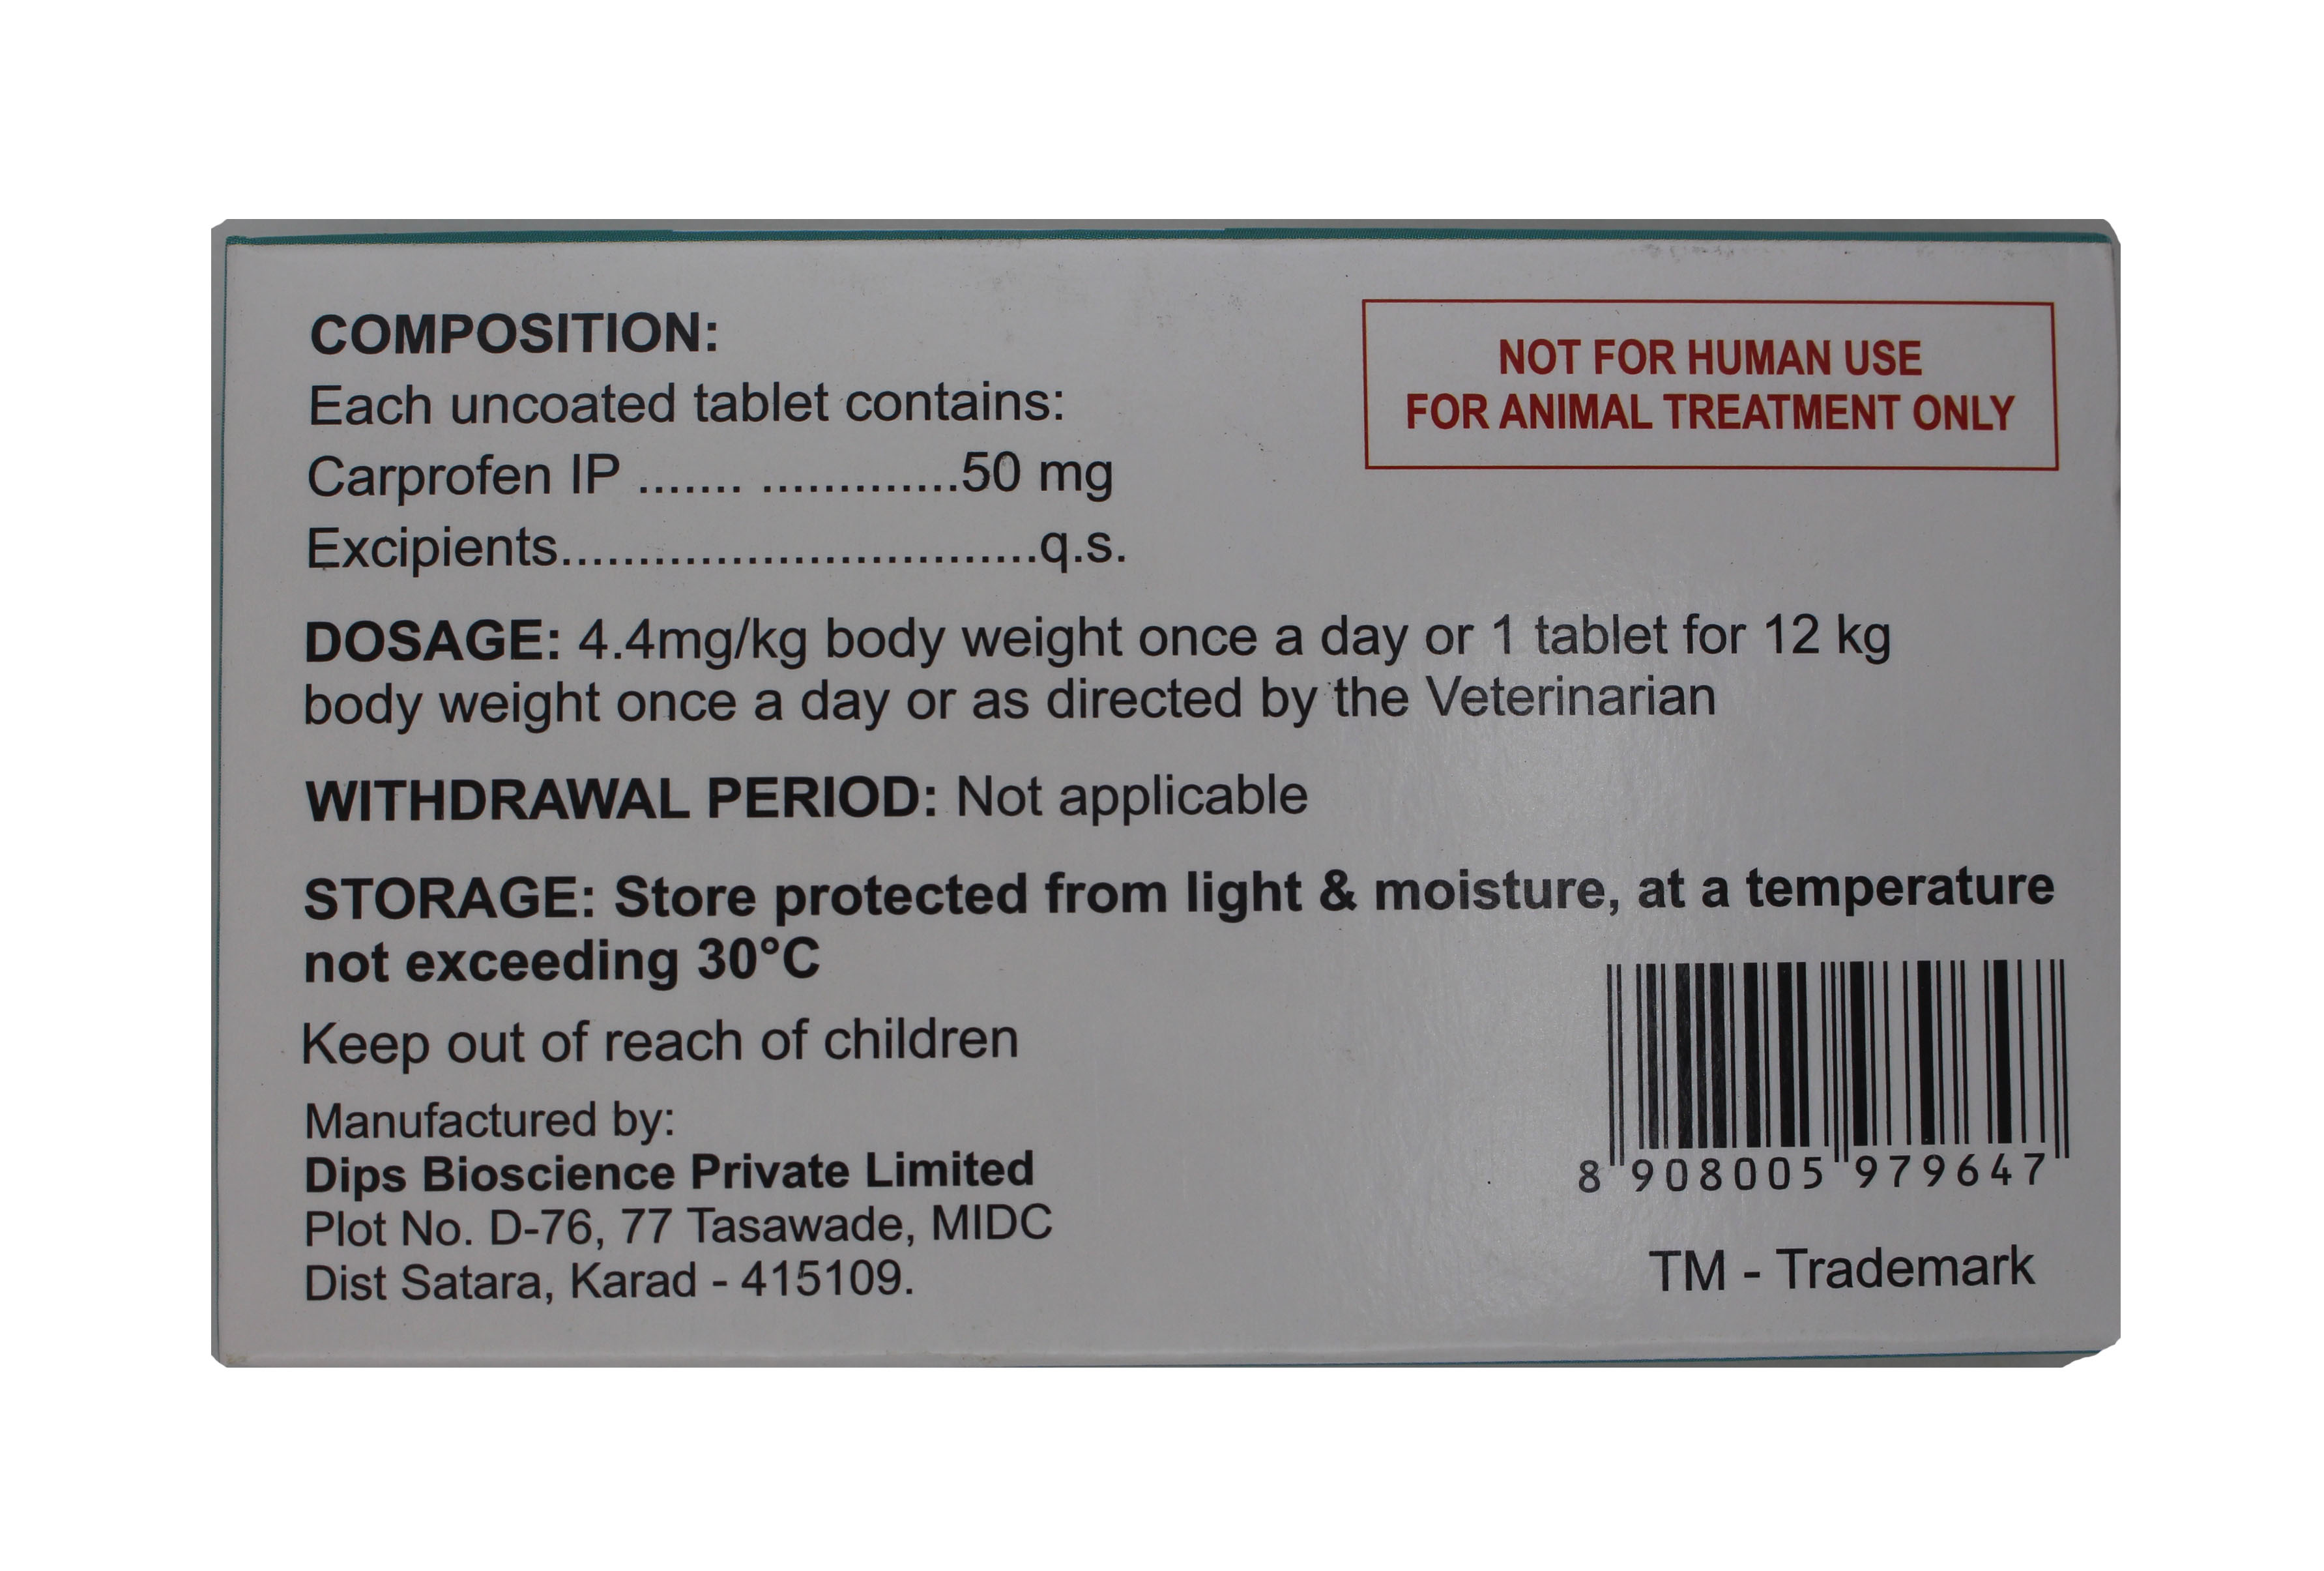 COMPOSITION:
Each uncoated tablet contains:
Carprofen IP ....... .............50 mg
Excipients...............................q.s.
NOT FOR HUMAN USE
FOR ANIMAL TREATMENT ONLY
DOSAGE: 4.4mg/kg body weight once a day or 1 tablet for 12 kg
body weight once a day or as directed by the Veterinarian
WITHDRAWAL PERIOD: Not applicable
STORAGE: Store protected from light & moisture, at a temperature
not exceeding 30°C
Keep out of reach of children
Manufactured by:
Dips Bioscience Private Limited
Plot No. D-76, 77 Tasawade, MIDC
Dist Satara, Karad - 415109.
8 908005 979647
TM - Trademark